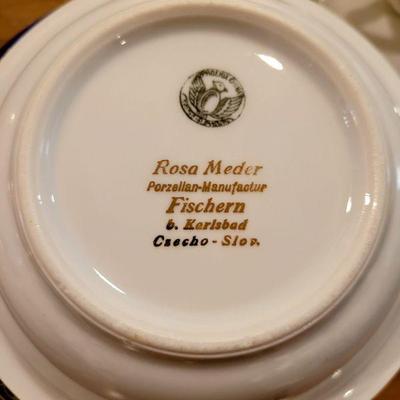 Rosa Meder
Porzellan-Manufactur
Fischern
b. Karlsbad
Czecho-Slov.